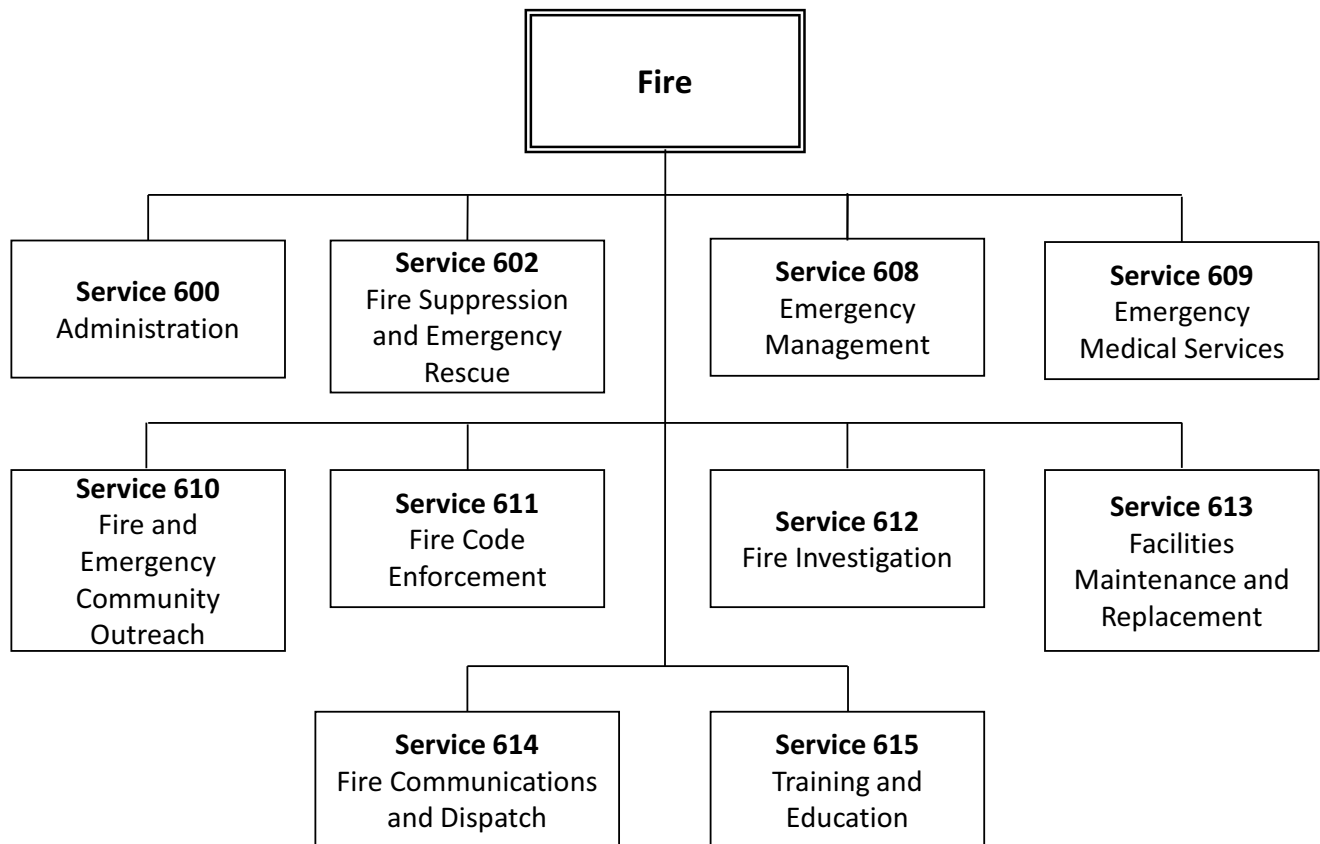 Fire
Service 600
Administration
Service 602
Fire Suppression
and Emergency
Rescue
Service 608
Emergency
Management
Service 609
Emergency
Medical Services
Service 610
Fire and
Emergency
Community
Outreach
Service 611
Fire Code
Enforcement
Service 612
Fire Investigation
Service 613
Facilities
Maintenance and
Replacement
Service 614
Fire Communications
and Dispatch
Service 615
Training and
Education